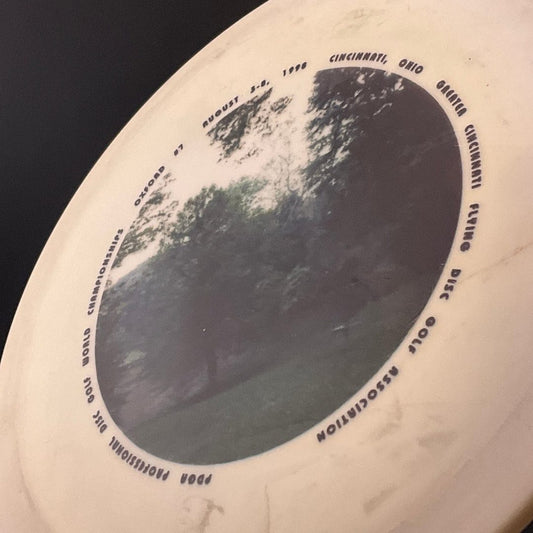 PDGA PROFESSIONAL DISC GOLF WORLD CHAMPIONSHIPS OXFORD #7 AUGUST 5-8, 1998 CINCINNATI, OHIO GREATER CINCINNATI FLYING DISC GOLF ASSOCIATION